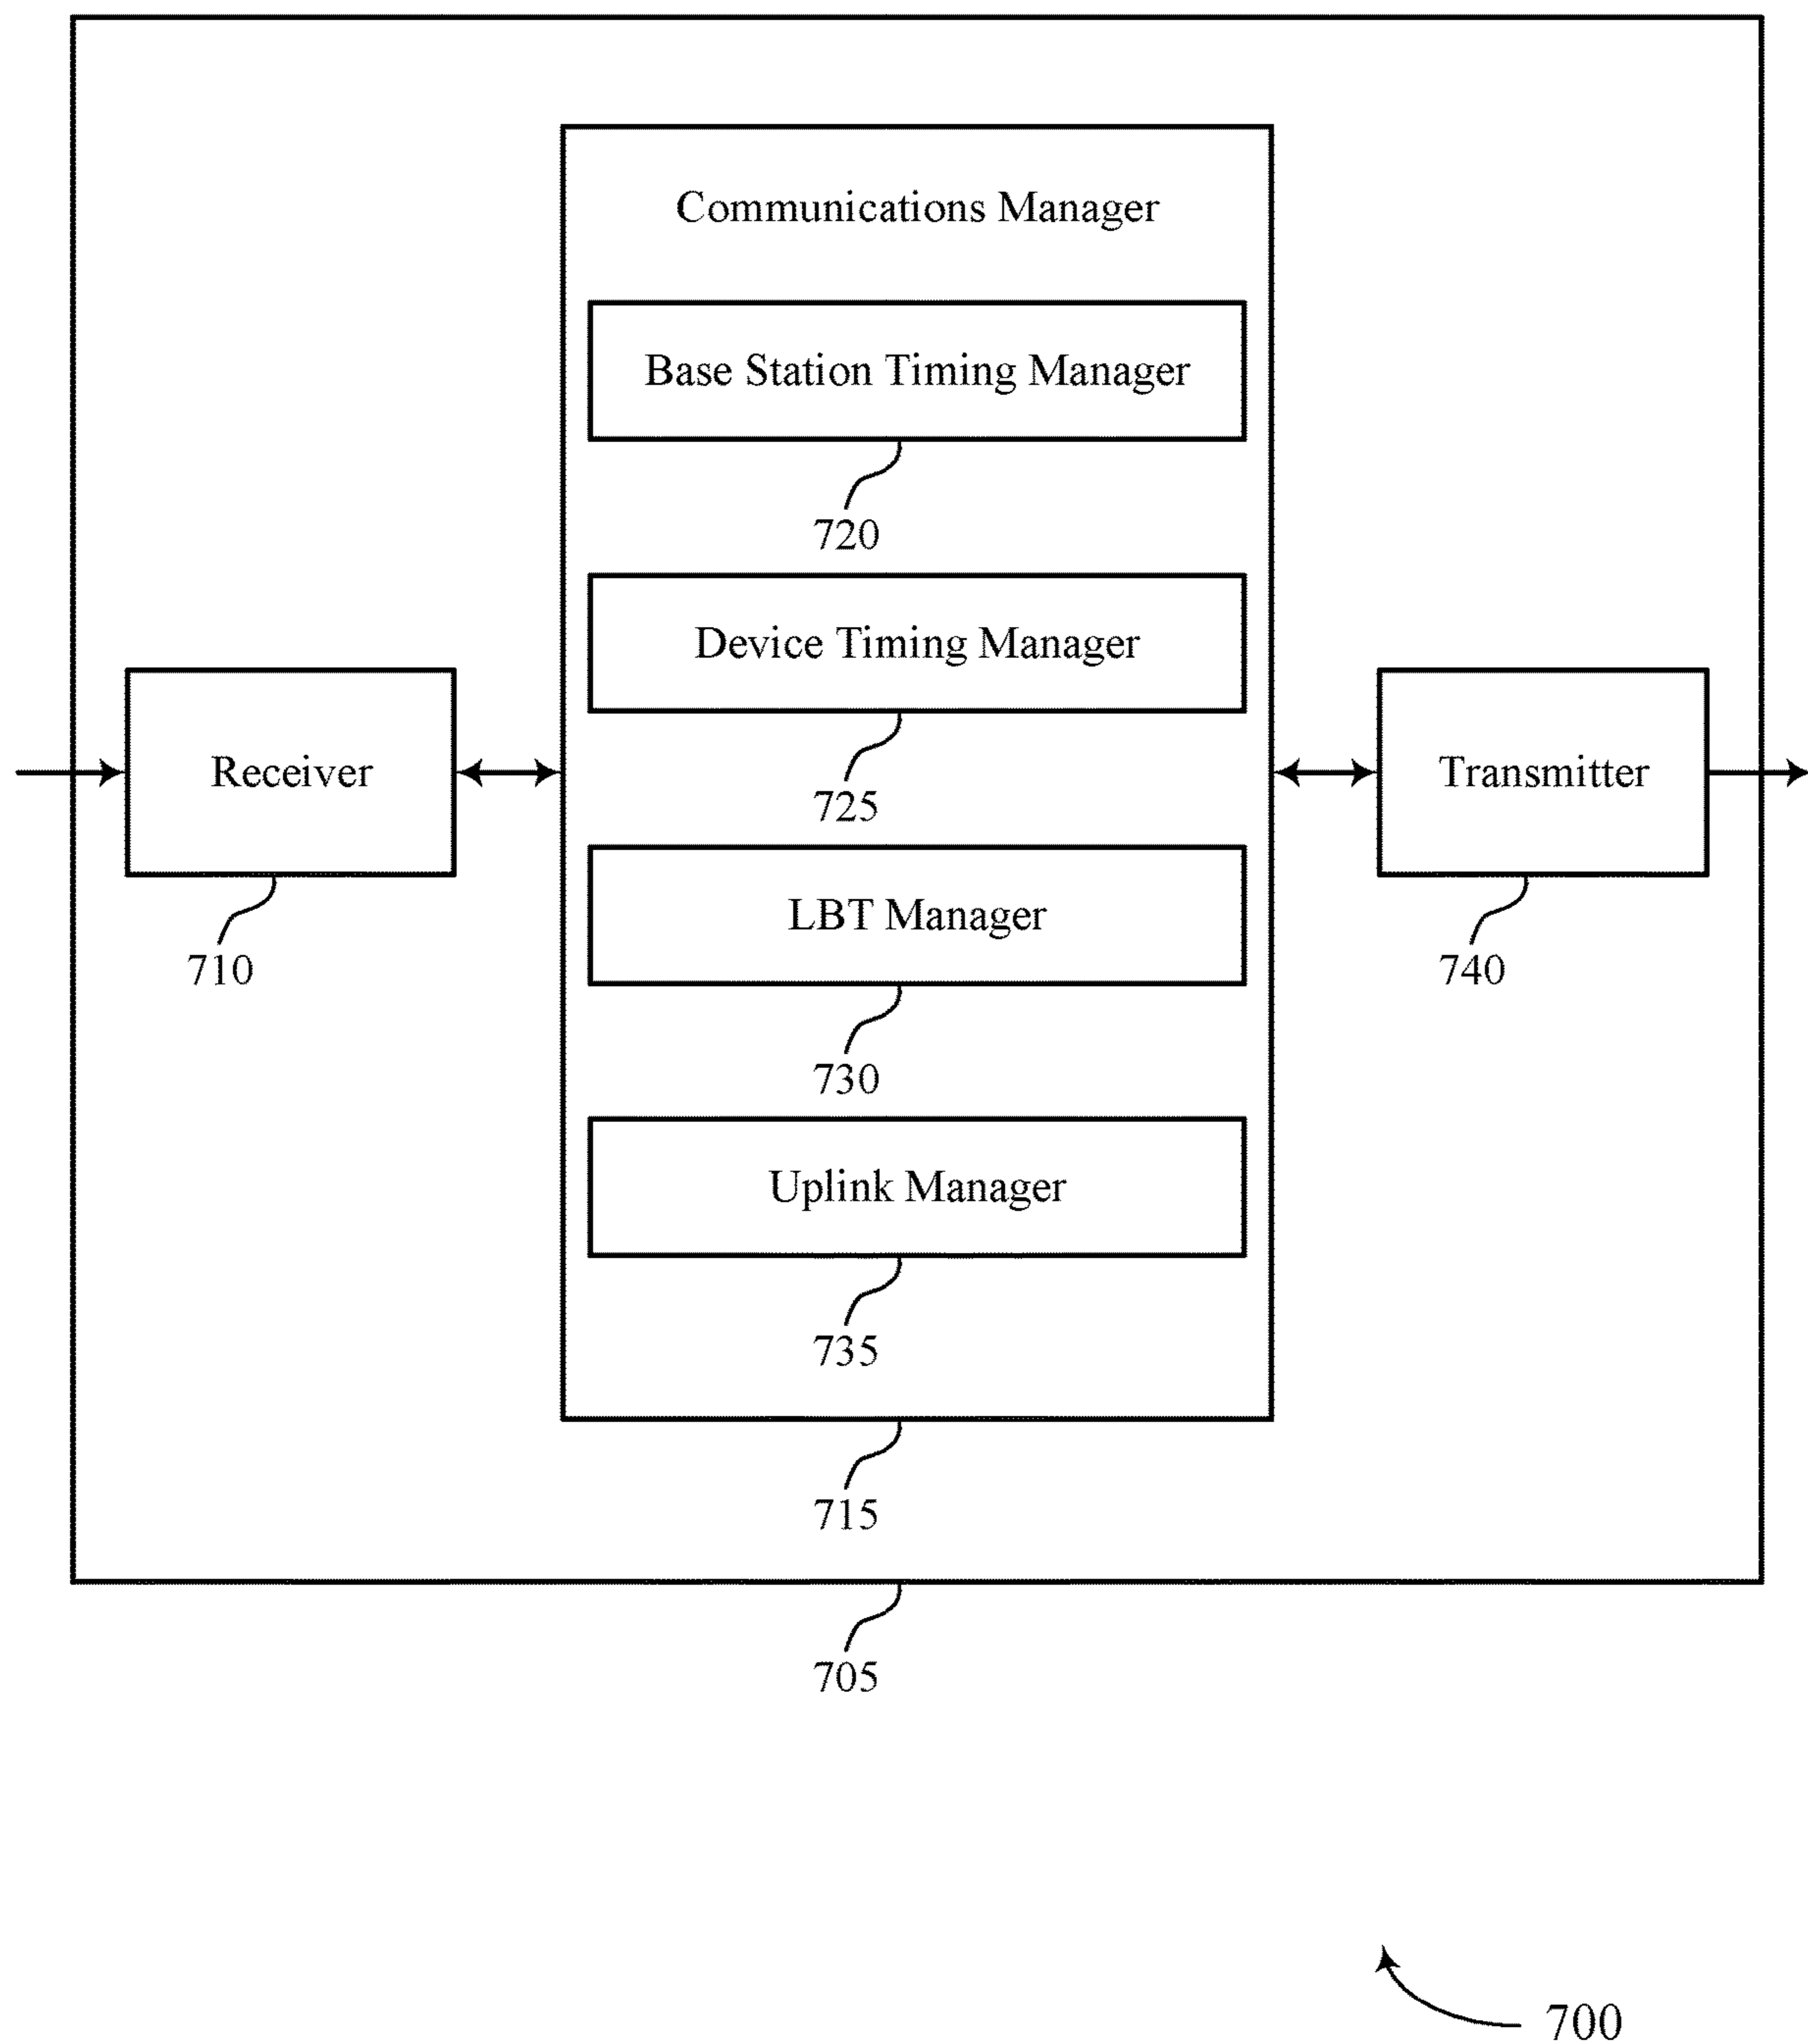 Communications Manager
Base Station Timing Manager
720
Device Timing Manager
725
Receiver
710
LBT Manager
730
Transmitter
740
Uplink Manager
735
715
705
700